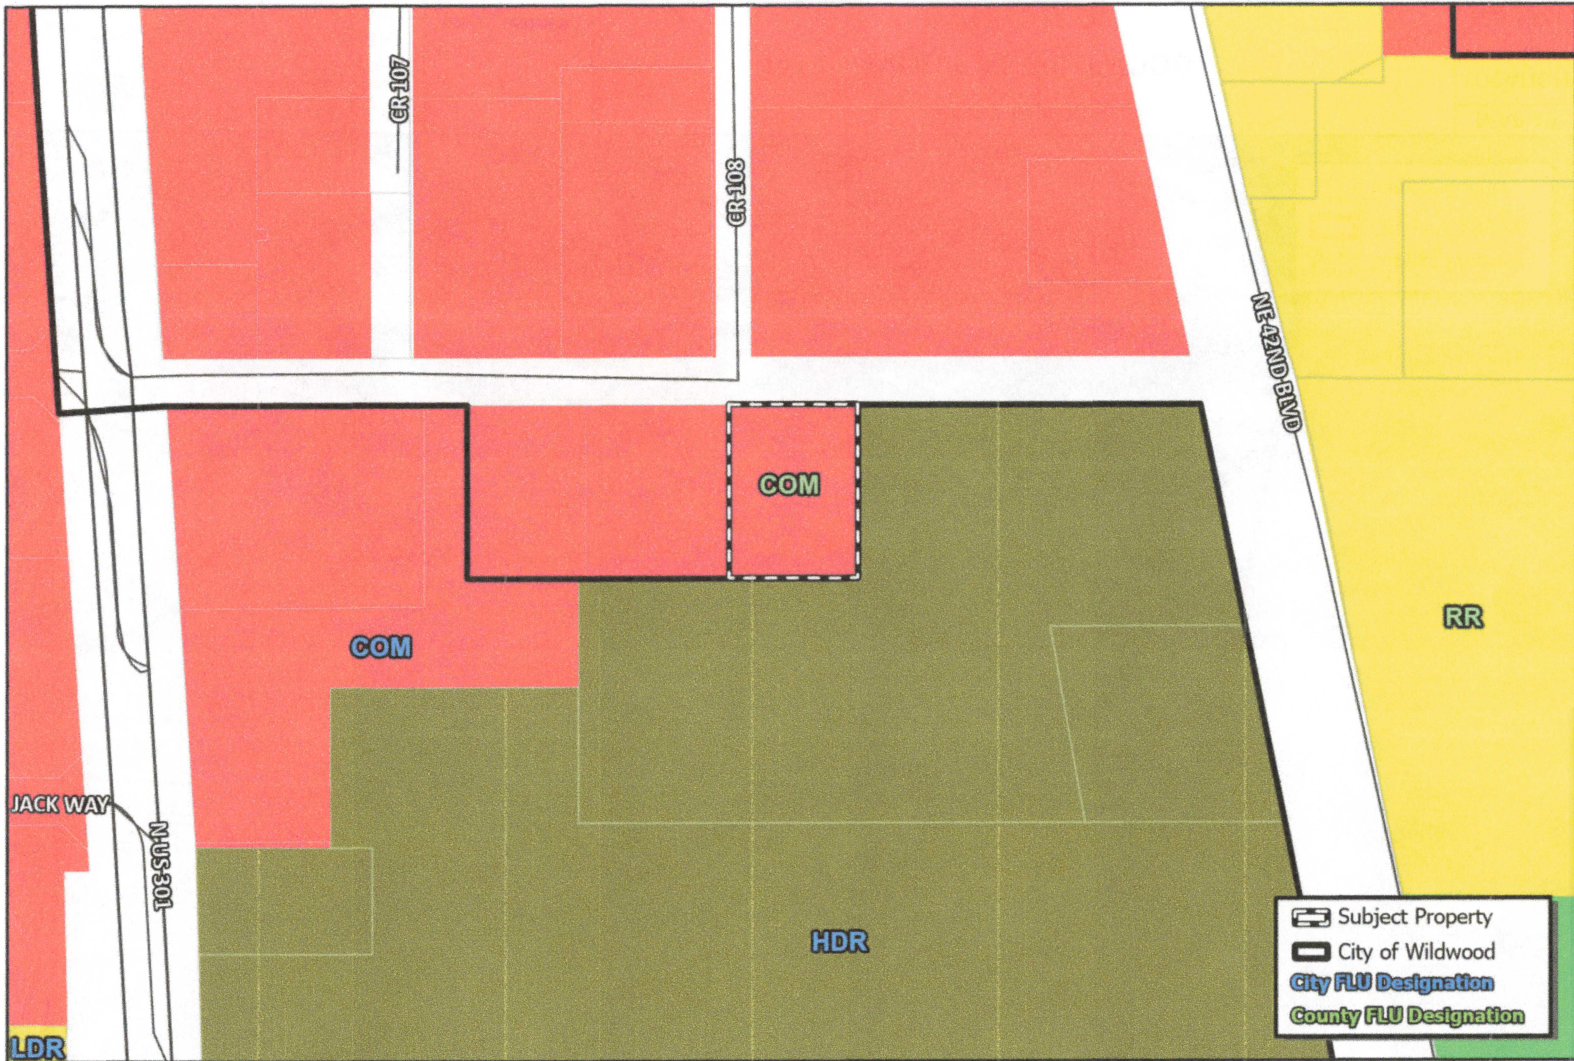 CR 107
CR 108
NE 42ND BLVD
COM
RR
COM
JACK WAY
N US 301
HDR
LDR
Subject Property
City of Wildwood
City FLU Designation
County FLU Designation